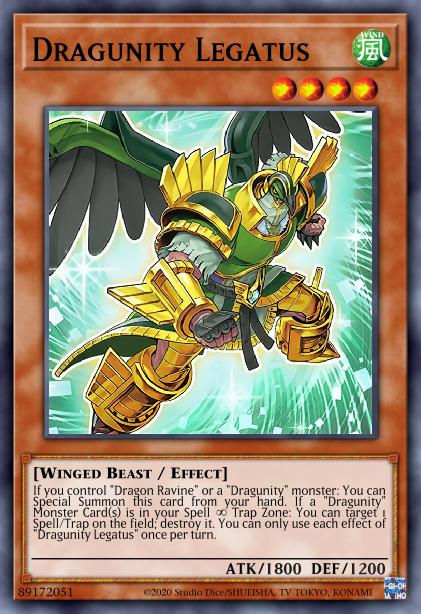 DRAGUNITY LEGATUS
WIND
風
[WINGED BEAST / EFFECT]
If you control "Dragon Ravine" or a "Dragunity" monster: You can
Special Summon this card from your hand. If a "Dragunity"
Monster Card(s) is in your Spell & Trap Zone: You can target 1
Spell/Trap on the field; destroy it. You can only use each effect of
"Dragunity Legatus" once per turn.
ATK/1800 DEF/1200
89172051
©2020 Studio Dice/SHUEISHA, TV TOKYO, KONAMI